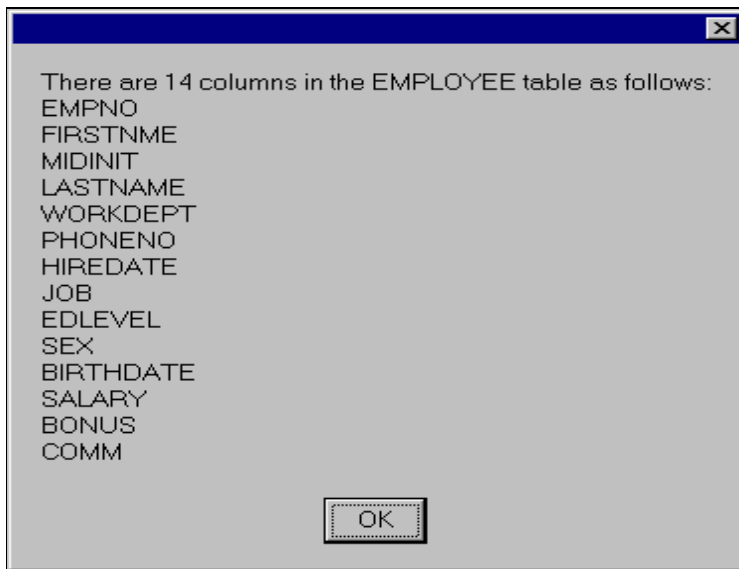 There are 14 columns in the EMPLOYEE table as follows:
EMPNO
FIRSTNME
MIDINIT
LASTNAME
WORKDEPT
PHONENO
HIREDATE
JOB
EDLEVEL
SEX
BIRTHDATE
SALARY
BONUS
COMM
OK